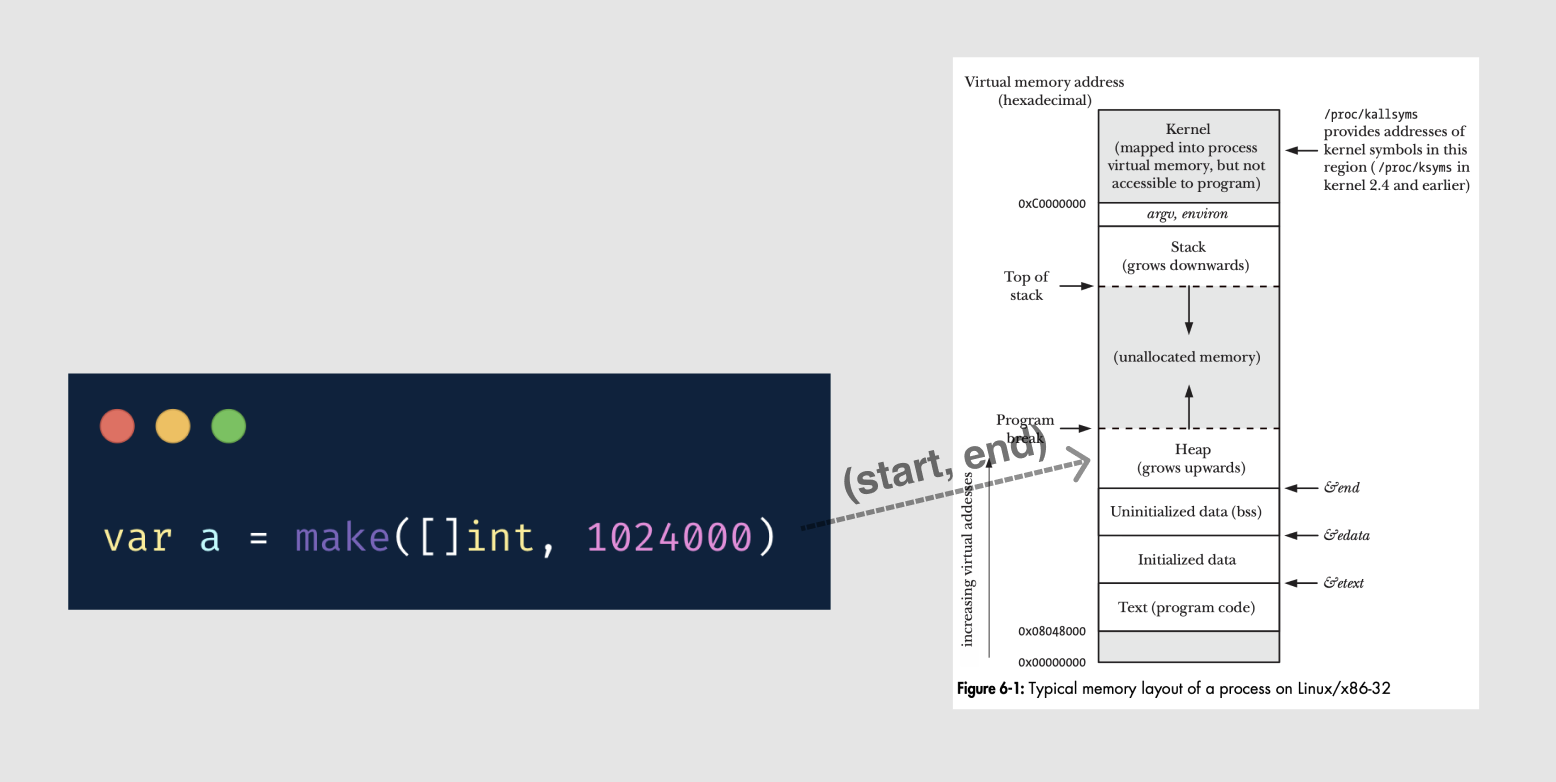 var a = make([]int, 1024000)
(start, end)
Virtual memory address
(hexadecimal)
Kernel
(mapped into process
virtual memory, but not
accessible to program)
/proc/kallsyms
provides addresses of
kernel symbols in this
region (/proc/ksyms in
kernel 2.4 and earlier)
0xC0000000
argv, environ
Stack
(grows downwards)
Top of
stack
(unallocated memory)
Program
break
Heap
(grows upwards)
&end
Uninitialized data (bss)
&edata
Initialized data
&etext
Text (program code)
increasing virtual addesses
0x08048000
0x00000000
Figure 6-1: Typical memory layout of a process on Linux/x86-32